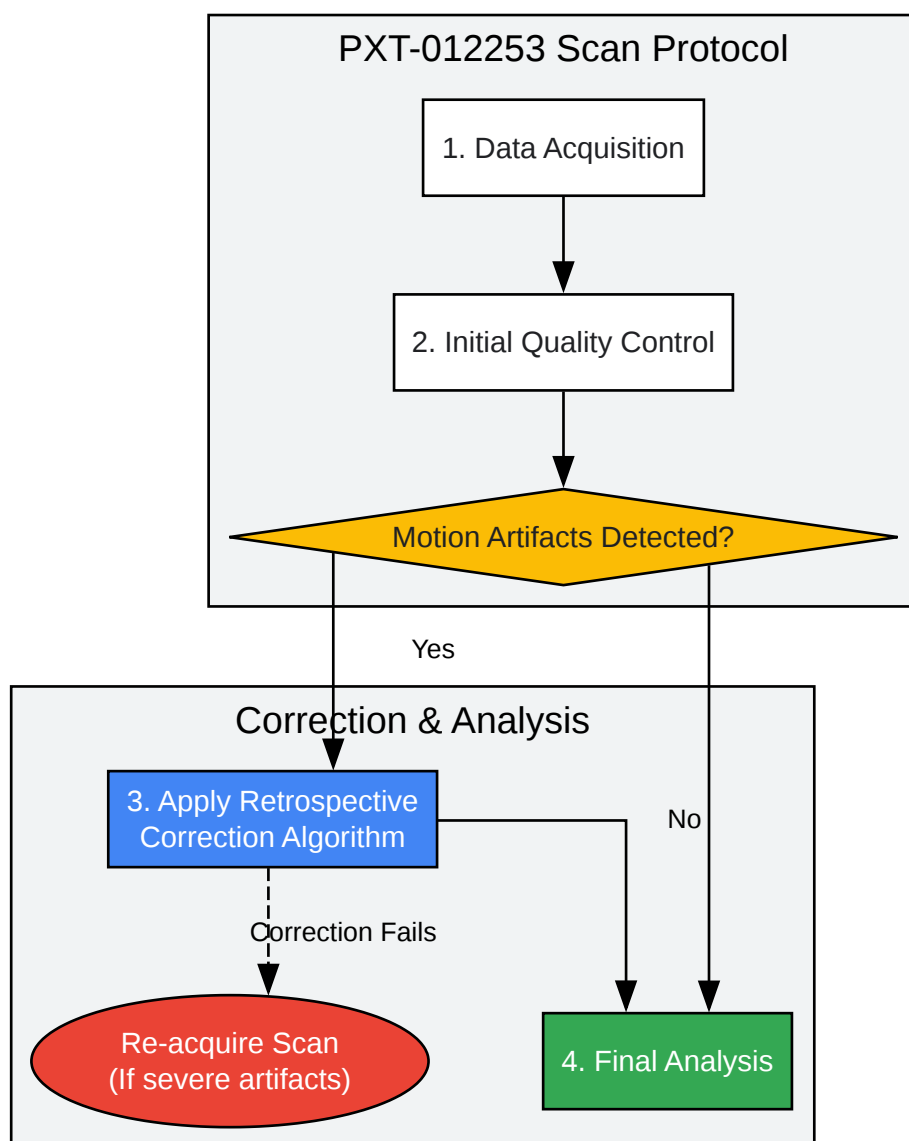 PXT-012253 Scan Protocol
1. Data Acquisition
2. Initial Quality Control
Motion Artifacts Detected?
Yes
Correction & Analysis
3. Apply Retrospective
Correction Algorithm
No
Correction Fails
Re-acquire Scan
(If severe artifacts)
4. Final Analysis